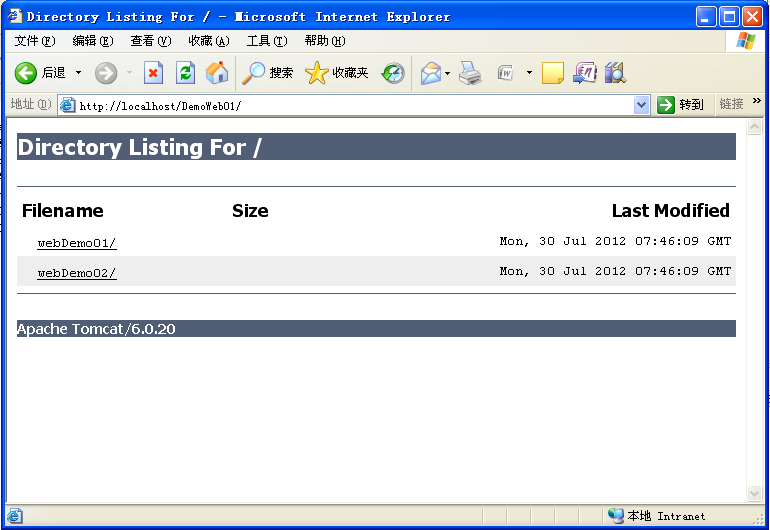 Directory Listing For / - Microsoft Internet Explorer
文件(F) 编辑(E) 查看(V) 收藏(A) 工具(T) 帮助(H)
后退 搜索 收藏夹
地址(D) http://localhost/DemoWeb01/ 转到 链接 »
Directory Listing For /
Filename Size Last Modified
webDemo01/ Mon, 30 Jul 2012 07:46:09 GMT
webDemo02/ Mon, 30 Jul 2012 07:46:09 GMT
Apache Tomcat/6.0.20
本地 Intranet